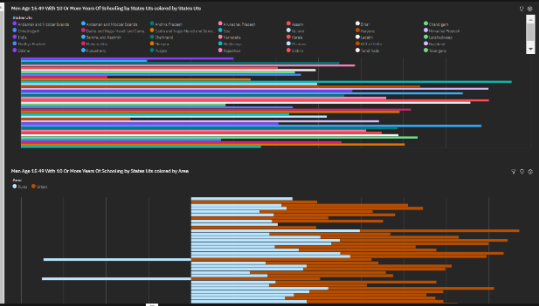 Men Age 15-49 With 10 Or More Years Of Schooling by States Uts colored by States Uts
States Uts
Andaman and Nicobar Islands Andaman and Nicobar Islands Andhra Pradesh Arunachal Pradesh Assam Bihar Chandigarh
Chhattisgarh Dadra and Nagar Haveli and Dadra and Nagar Haveli and Goa Gujarat Haryana Himachal Pradesh
India Jammu and Kashmir Jharkhand Karnataka Kerala Ladakh Lakshadweep
Madhya Pradesh Maharashtra Manipur Meghalaya Mizoram
Odisha Puducherry Punjab Rajasthan Sikkim Tamil Nadu Telangana
Men Age 15-49 With 10 Or More Years Of Schooling by States Uts colored by Area
Area
Rural Urban